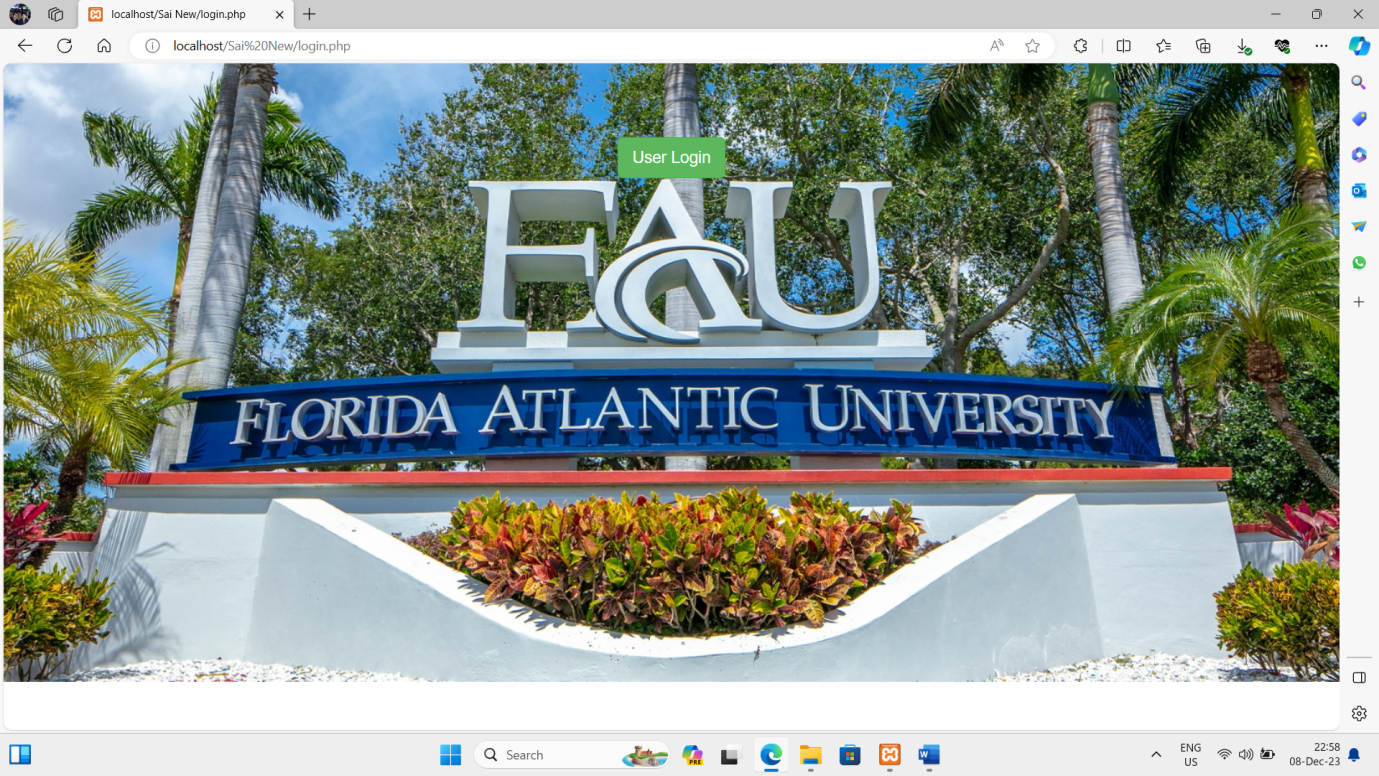 localhost/Sai New/login.php
localhost/Sai%20New/login.php
User Login
FAU
FLORIDA ATLANTIC UNIVERSITY
Search
PRE
ENG
US
22:58
08-Dec-23